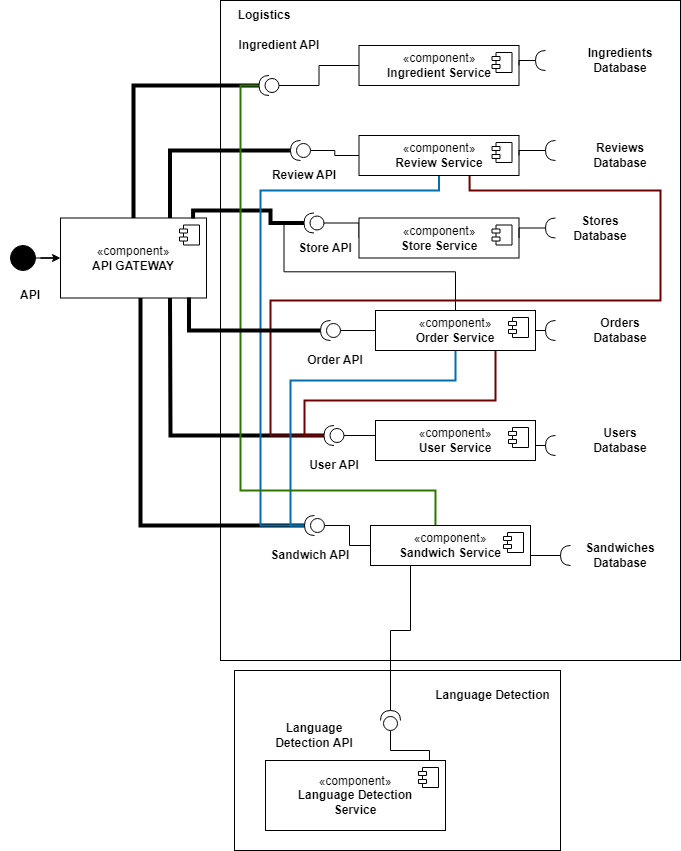 Logistics
Ingredient API
«component»
Ingredient Service
Ingredients
Database
Review API
«component»
Review Service
Reviews
Database
Store API
«component»
Store Service
Stores
Database
«component»
API GATEWAY
API
Order API
«component»
Order Service
Orders
Database
User API
«component»
User Service
Users
Database
Sandwich API
«component»
Sandwich Service
Sandwiches
Database
Language Detection
Language
Detection API
«component»
Language Detection
Service